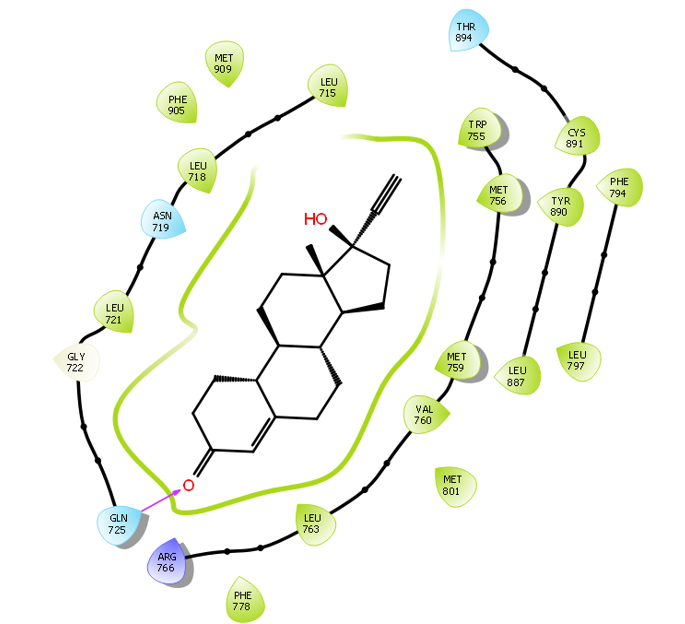 THR
894
MET
909
LEU
715
PHE
905
TRP
755
CYS
891
LEU
718
MET
756
TYR
890
PHE
794
ASN
719
HO
LEU
721
GLY
722
MET
759
LEU
887
LEU
797
VAL
760
O
MET
801
GLN
725
LEU
763
ARG
766
PHE
778